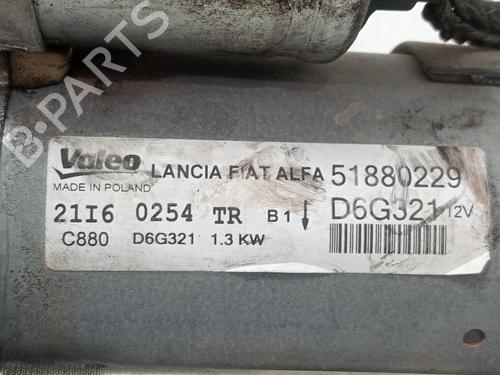 Valeo LANCIA FIAT ALFA 51880229
MADE IN POLAND
21I6 0254 TR B1 D6G321 12V
C880 D6G321 1.3 KW
B-PARTS